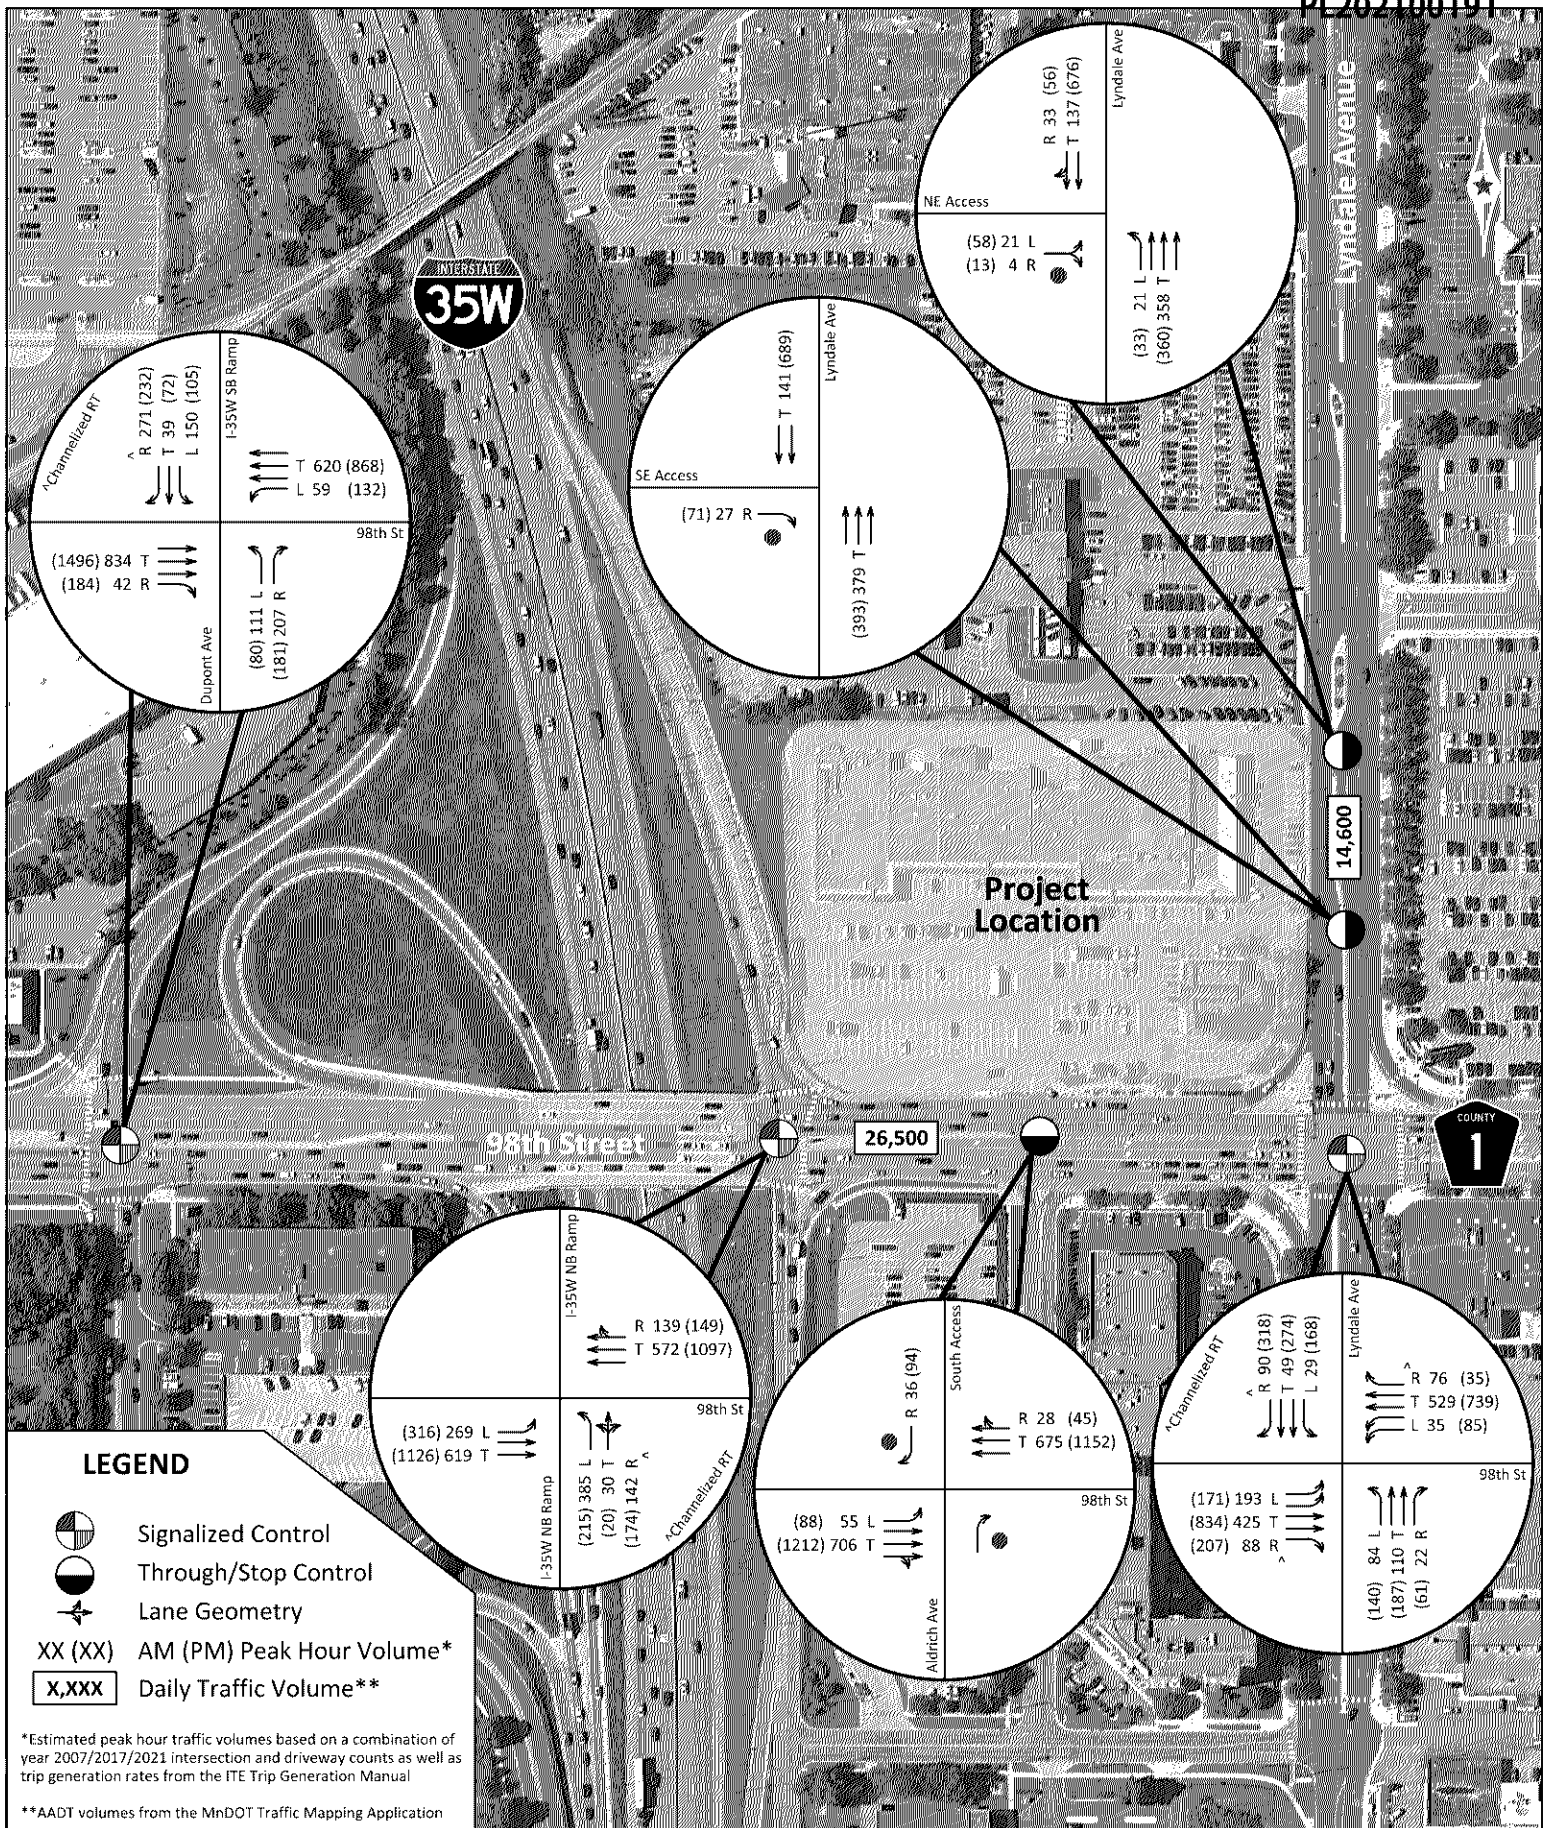 PL202100191
Lyndale Avenue
INTERSTATE
35W
R 33 (56)
T 137 (676)
Lyndale Ave
NE Access
(58) 21 L
(13) 4 R
(33) 21 L
(360) 358 T
T 141 (689)
Lyndale Ave
SE Access
(71) 27 R
(393) 379 T
^Channelized RT
^
R 271 (232)
T 39 (72)
L 150 (105)
I-35W SB Ramp
T 620 (868)
L 59 (132)
98th St
(1496) 834 T
(184) 42 R
Dupont Ave
(80) 111 L
(181) 207 R
14,600
Project
Location
98th Street
26,500
COUNTY
1
I-35W NB Ramp
R 139 (149)
T 572 (1097)
98th St
(316) 269 L
(1126) 619 T
I-35W NB Ramp
(215) 385 L
(20) 30 T
(174) 142 R ^
^Channelized RT
R 36 (94)
South Access
R 28 (45)
T 675 (1152)
98th St
(88) 55 L
(1212) 706 T
Aldrich Ave
^Channelized RT
^
R 90 (318)
T 49 (274)
L 29 (168)
Lyndale Ave
^
R 76 (35)
T 529 (739)
L 35 (85)
98th St
(171) 193 L
(834) 425 T
(207) 88 R
^
(140) 84 L
(187) 110 T
(61) 22 R
LEGEND
Signalized Control
Through/Stop Control
Lane Geometry
XX (XX) AM (PM) Peak Hour Volume*
X,XXX Daily Traffic Volume**
*Estimated peak hour traffic volumes based on a combination of
year 2007/2017/2021 intersection and driveway counts as well as
trip generation rates from the ITE Trip Generation Manual
**AADT volumes from the MnDOT Traffic Mapping Application